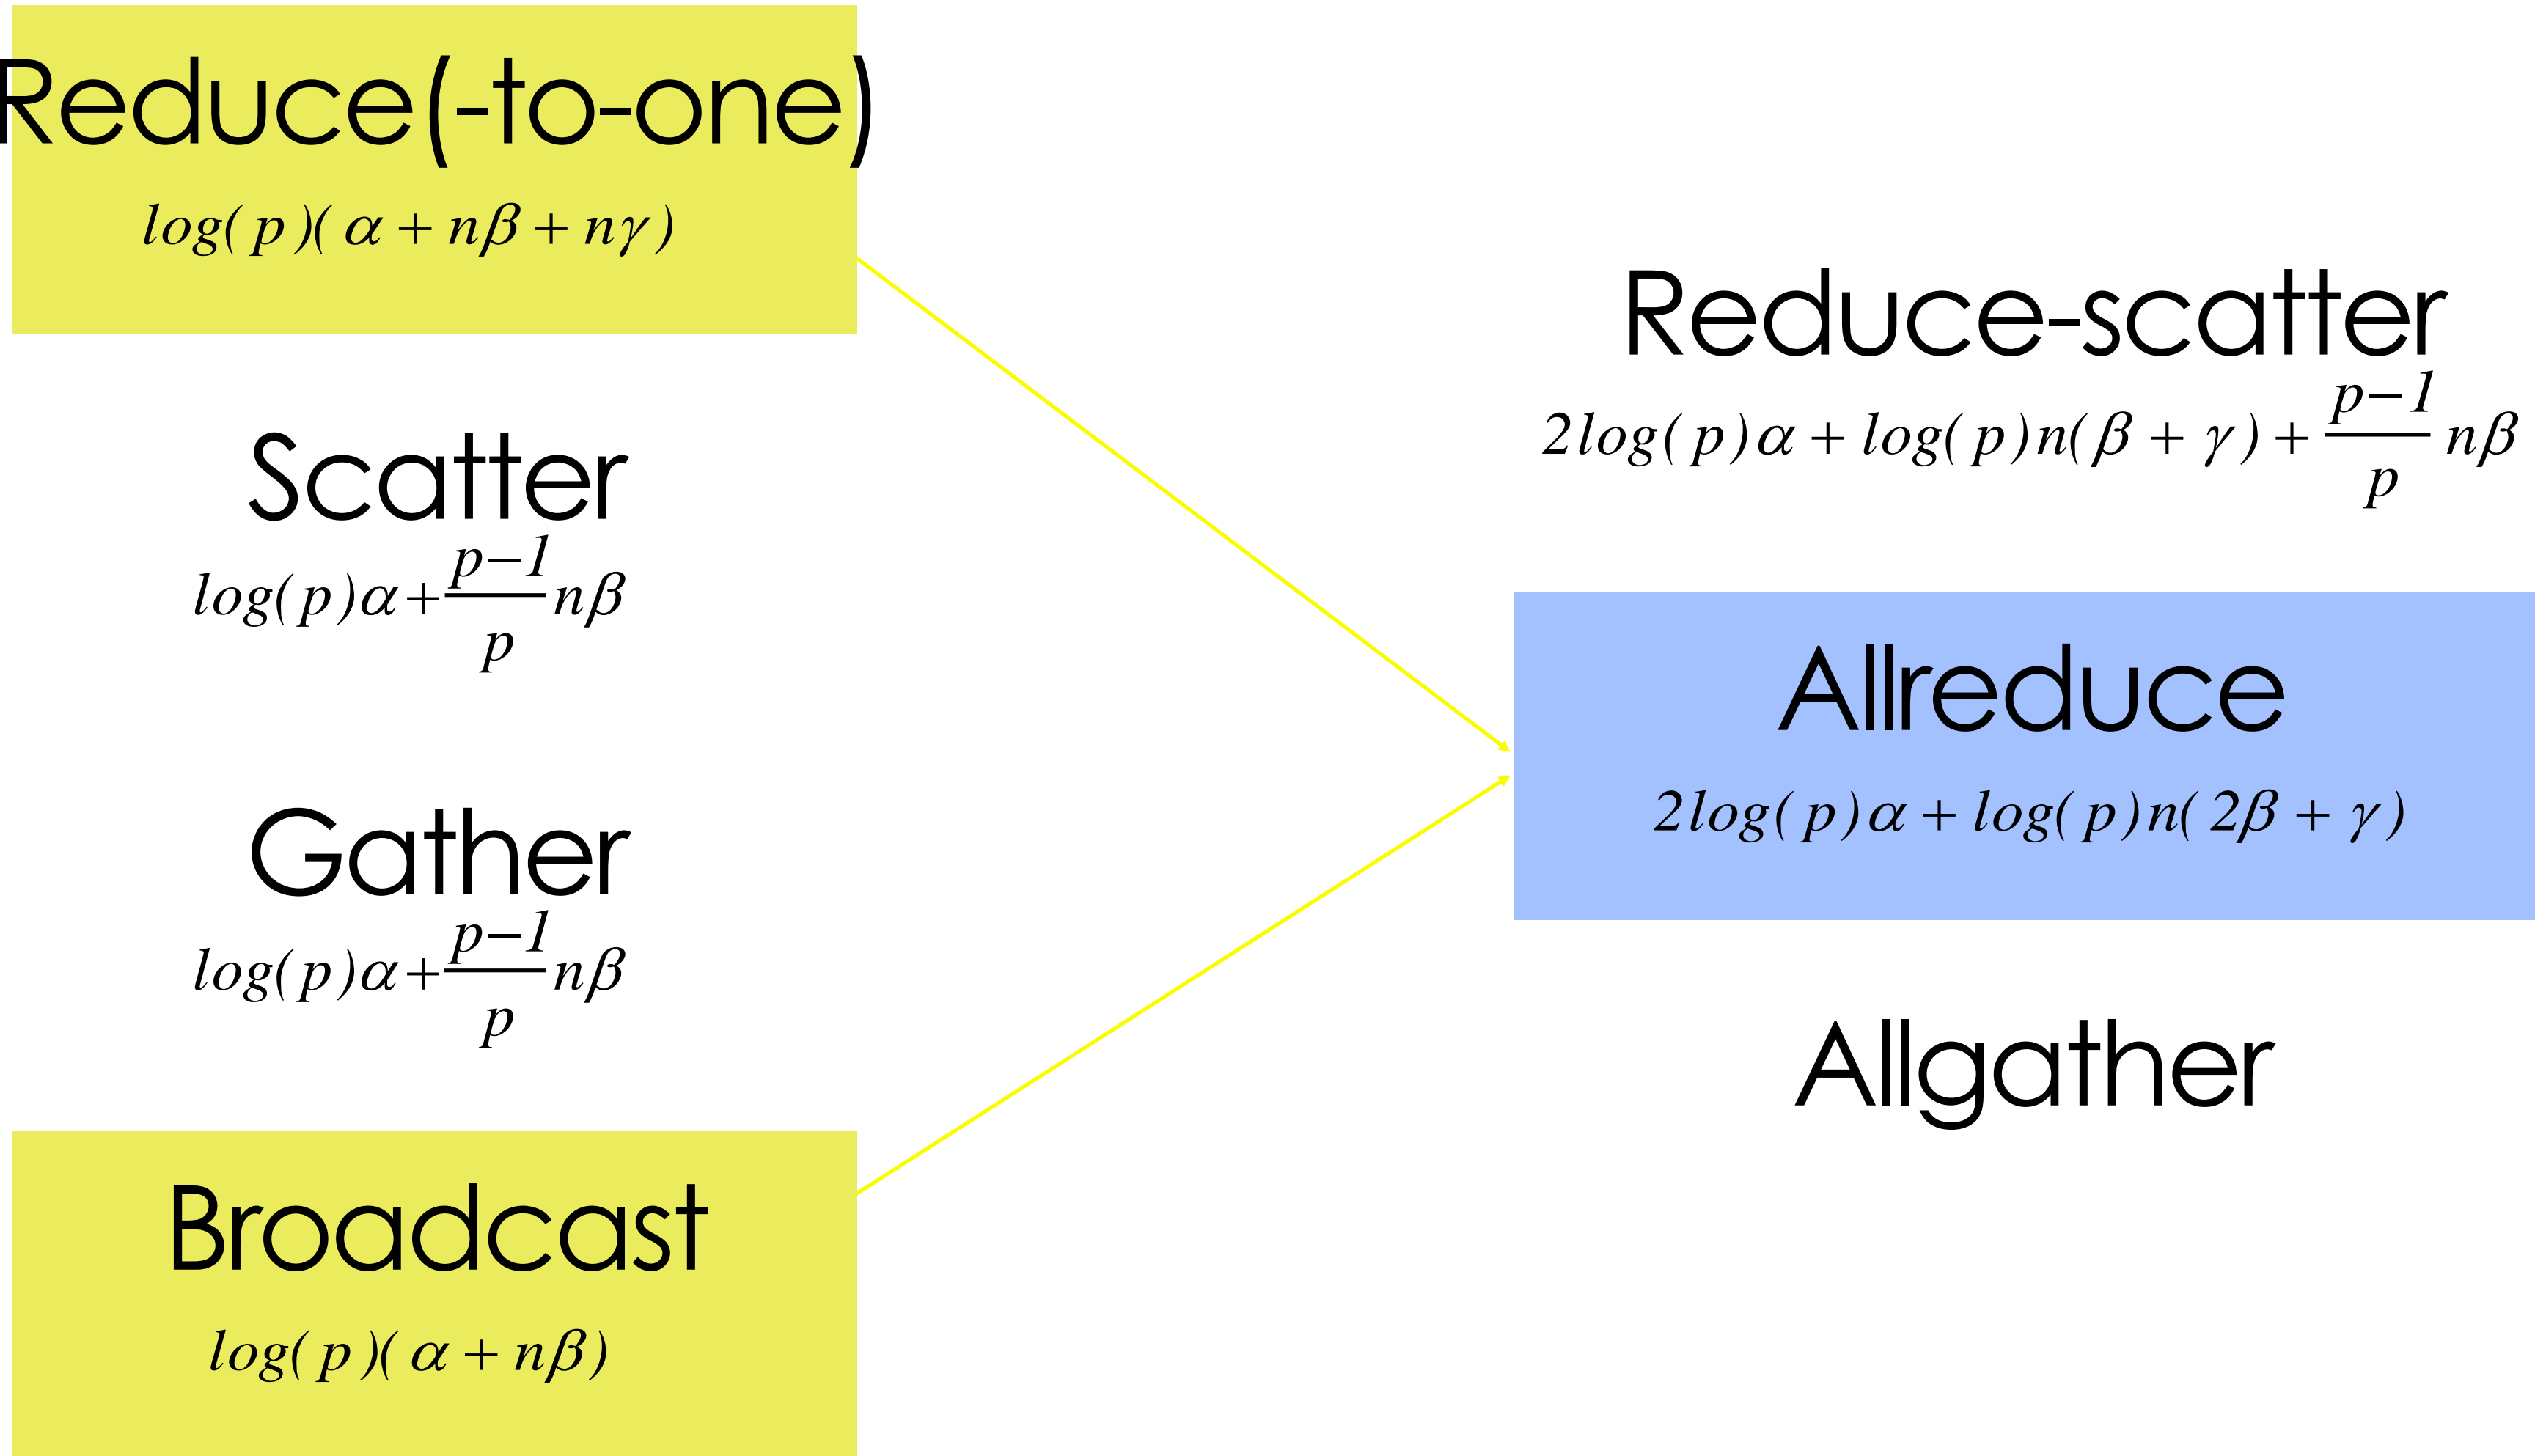 Reduce(-to-one)
log(p)(α + nβ + nγ)
Scatter
log(p)α + p−1/p nβ
Gather
log(p)α + p−1/p nβ
Broadcast
log(p)(α + nβ)
Reduce-scatter
2log(p)α + log(p)n(β + γ) + p−1/p nβ
Allreduce
2log(p)α + log(p)n(2β + γ)
Allgather